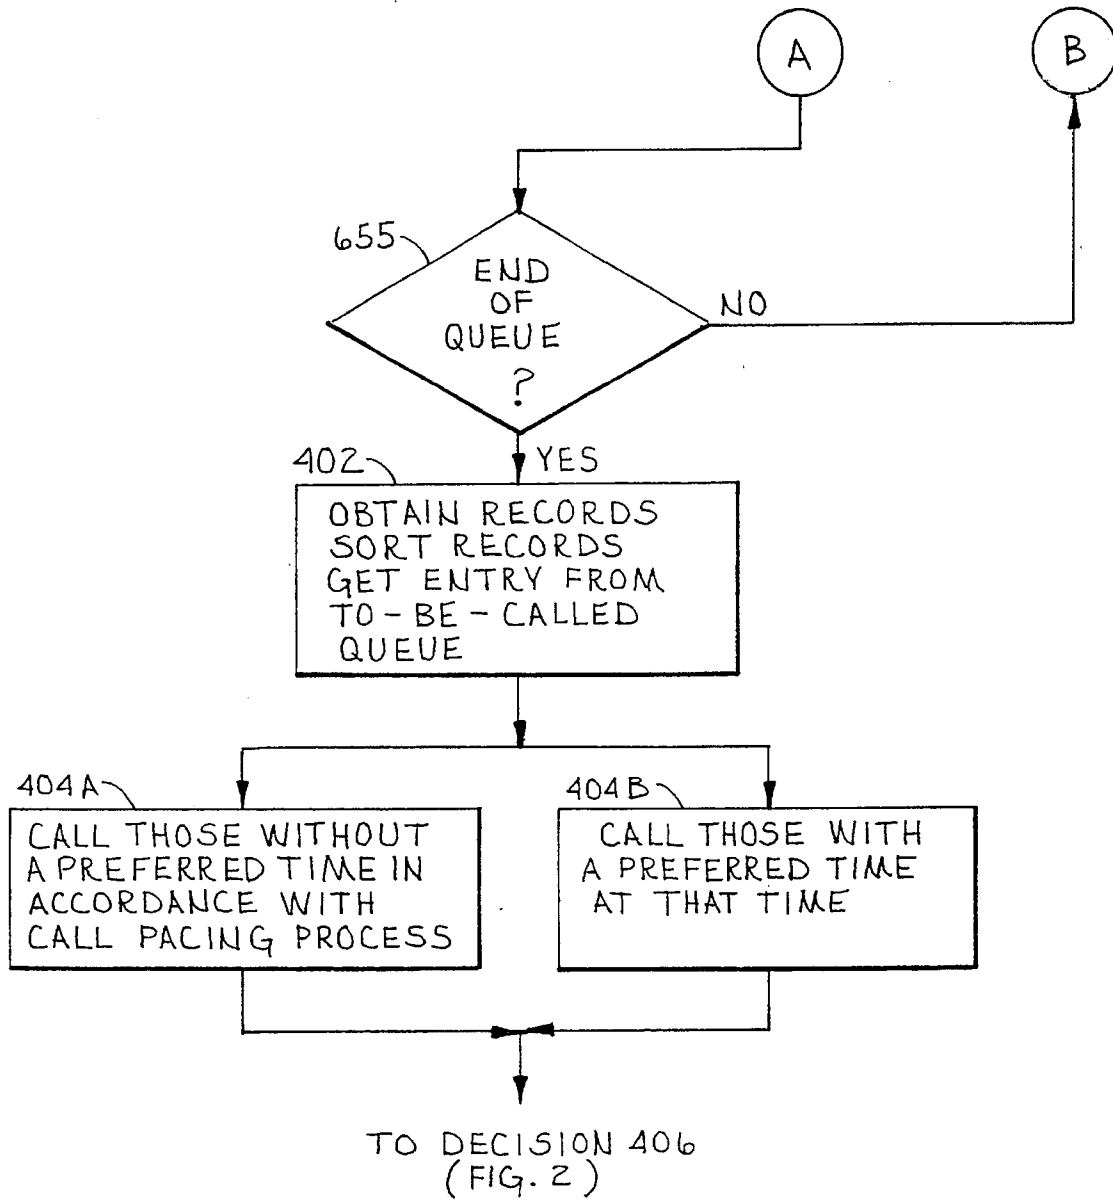 A
B
655
END
OF
QUEUE
?
NO
YES
402
OBTAIN RECORDS
SORT RECORDS
GET ENTRY FROM
TO-BE-CALLED
QUEUE
404A
CALL THOSE WITHOUT
A PREFERRED TIME IN
ACCORDANCE WITH
CALL PACING PROCESS
404B
CALL THOSE WITH
A PREFERRED TIME
AT THAT TIME
TO DECISION 406
(FIG. 2)